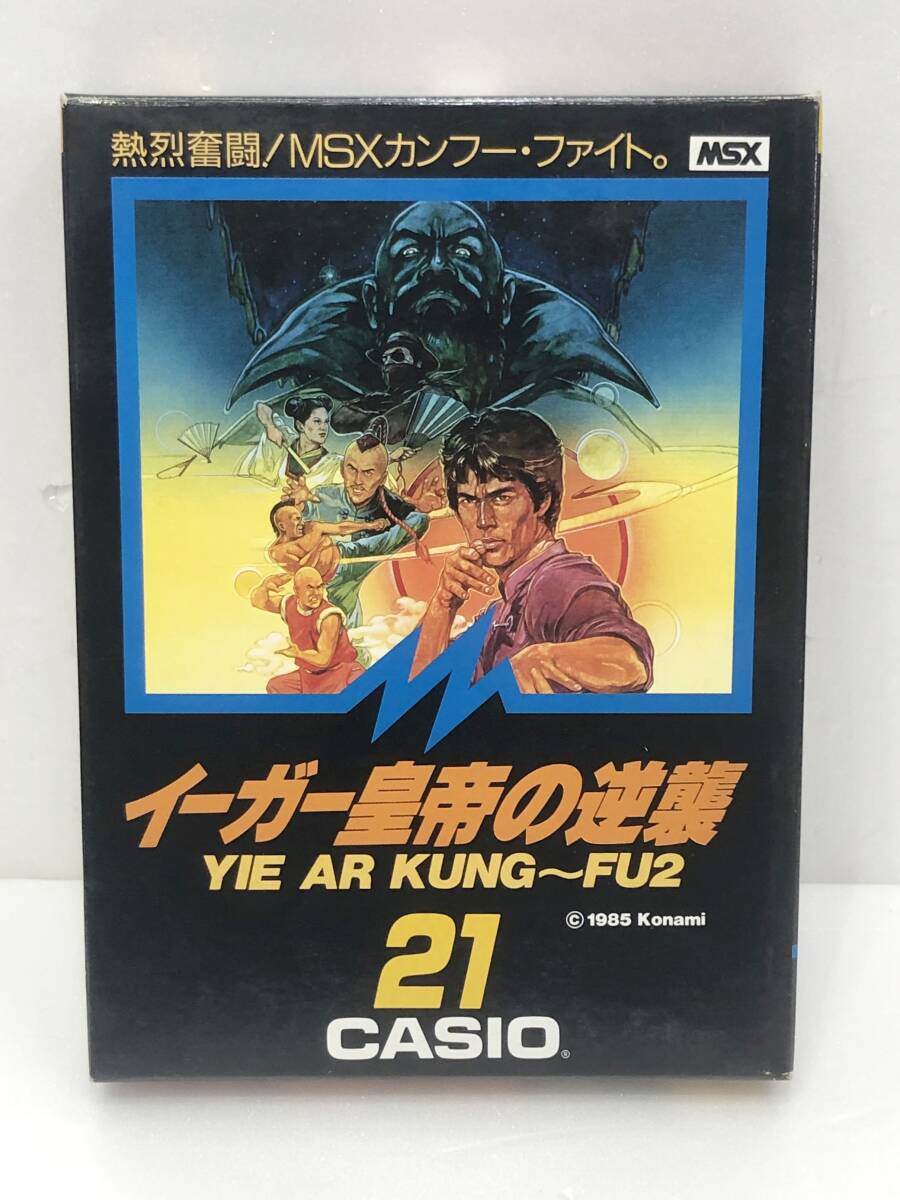 熱烈奮闘!MSXカンフー・ファイト。 MSX
イーガー皇帝の逆襲
YIE AR KUNG~FU2
© 1985 Konami
21
CASIO®